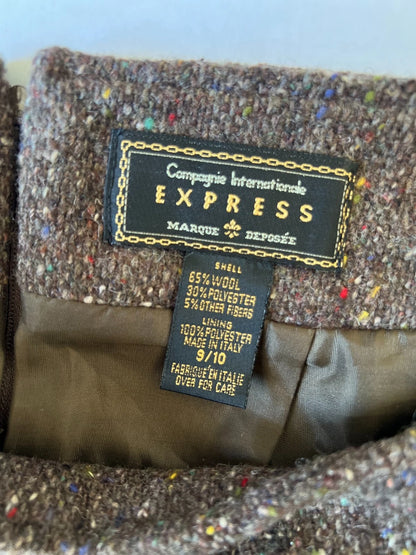 Compagnie Internationale
EXPRESS
MARQUE DEPOSÉE
SHELL
65% WOOL
30% POLYESTER
5% OTHER FIBERS
LINING
100% POLYESTER
MADE IN ITALY
9/10
FABRIQUÉ EN ITALIE
OVER FOR CARE